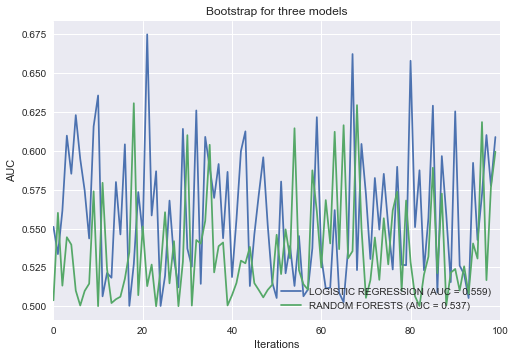 Bootstrap for three models
0.675
0.650
0.625
0.600
0.575
0.550
0.525
0.500
AUC
LOGISTIC REGRESSION (AUC = 0.559)
RANDOM FORESTS (AUC = 0.537)
0 20 40 60 80 100
Iterations